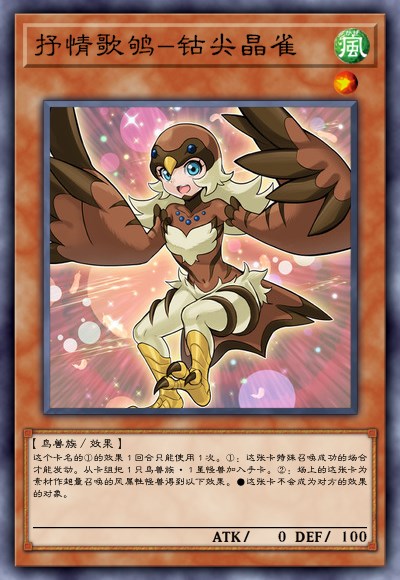 抒情歌鸲-钴尖晶雀
風
【鸟兽族/效果】
这个卡名的①的效果1回合只能使用1次。①：这张卡特殊召唤成功的场合
才能发动。从卡组把1只鸟兽族·1星怪兽加入手卡。②：场上的这张卡为
素材作超量召唤的风属性怪兽得到以下效果。●这张卡不会成为对方的效果
的对象。
ATK/ 0 DEF/ 100